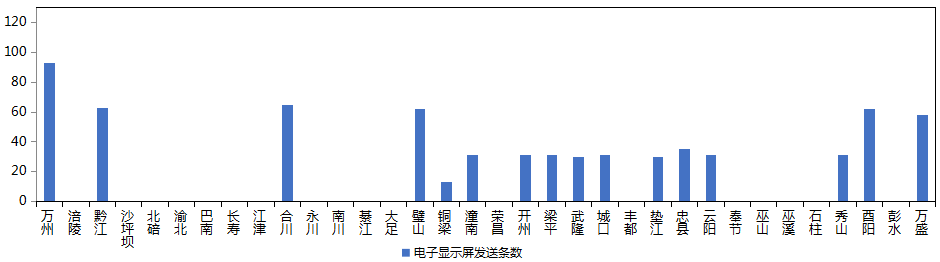 120
100
80
60
40
20
0
万州
涪陵
黔江
沙坪坝
北碚
渝北
巴南
长寿
江津
合川
永川
南川
綦江
大足
璧山
铜梁
潼南
荣昌
开州
梁平
武隆
城口
丰都
垫江
忠县
云阳
奉节
巫山
巫溪
石柱
秀山
酉阳
彭水
万盛
电子显示屏发送条数